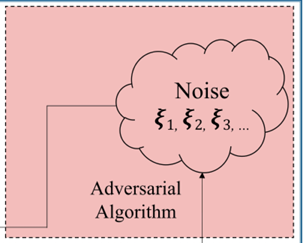 Noise
ξ₁, ξ₂, ξ₃, ...
Adversarial
Algorithm